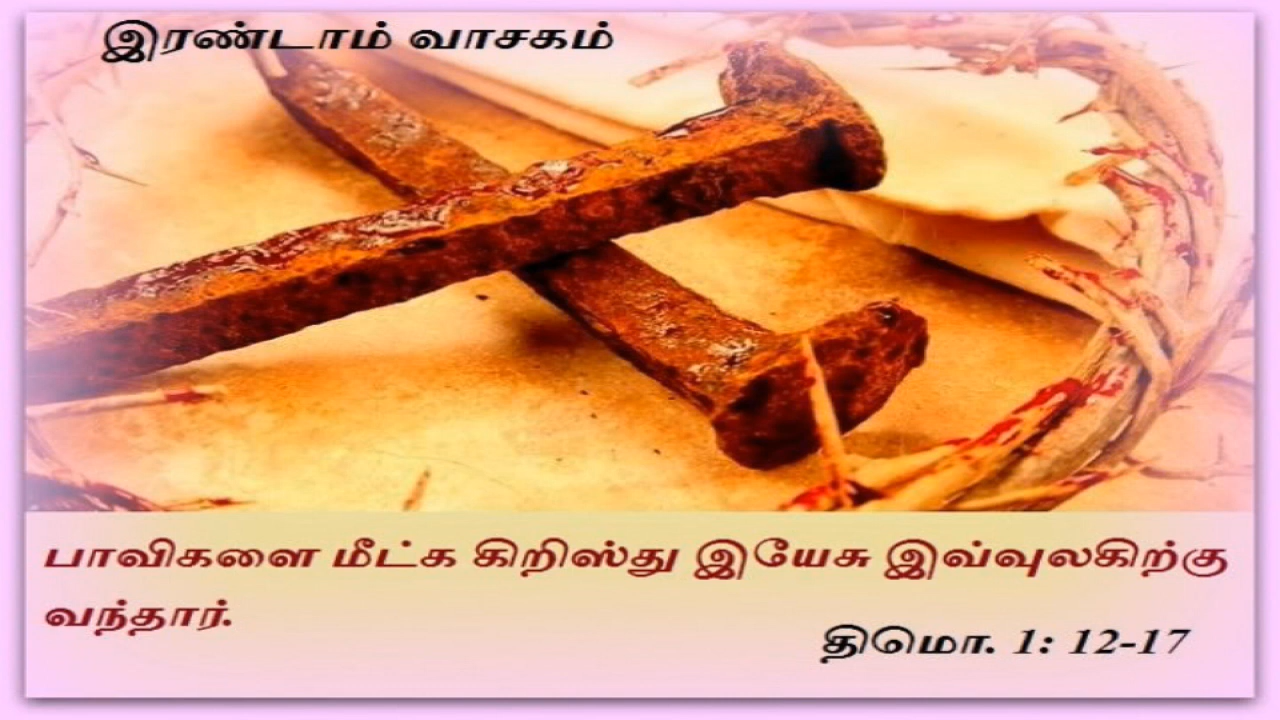 இரண்டாம் வாசகம்
பாவிகளை மீட்க கிறிஸ்து இயேசு இவ்வுலகிற்கு
வந்தார்.
திமொ. 1: 12-17